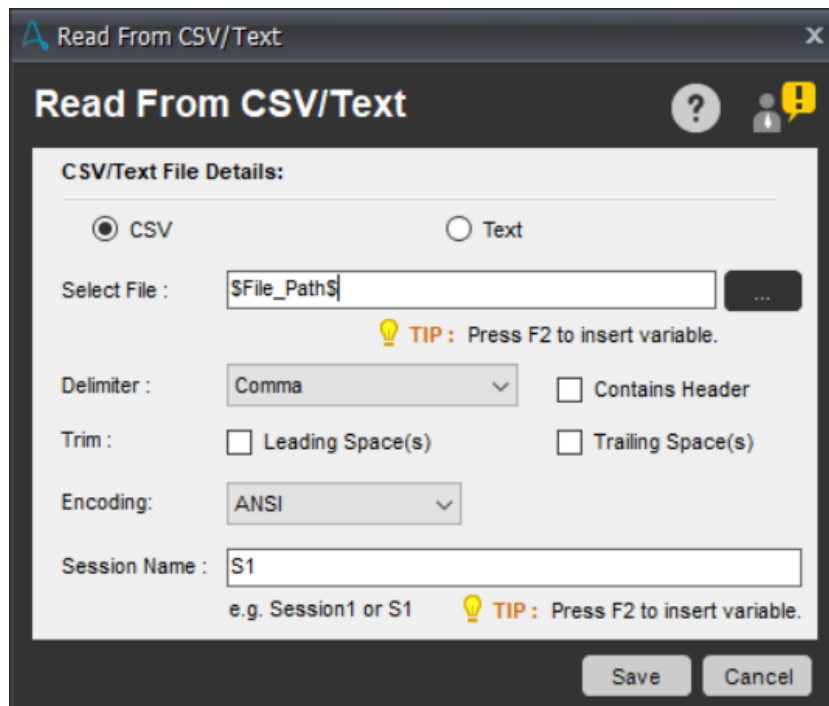 Read From CSV/Text
x
Read From CSV/Text
?
!
CSV/Text File Details:
CSV Text
Select File : $File_Path$ ...
TIP : Press F2 to insert variable.
Delimiter : Comma Contains Header
Trim : Leading Space(s) Trailing Space(s)
Encoding: ANSI
Session Name : S1
e.g. Session1 or S1 TIP : Press F2 to insert variable.
Save Cancel